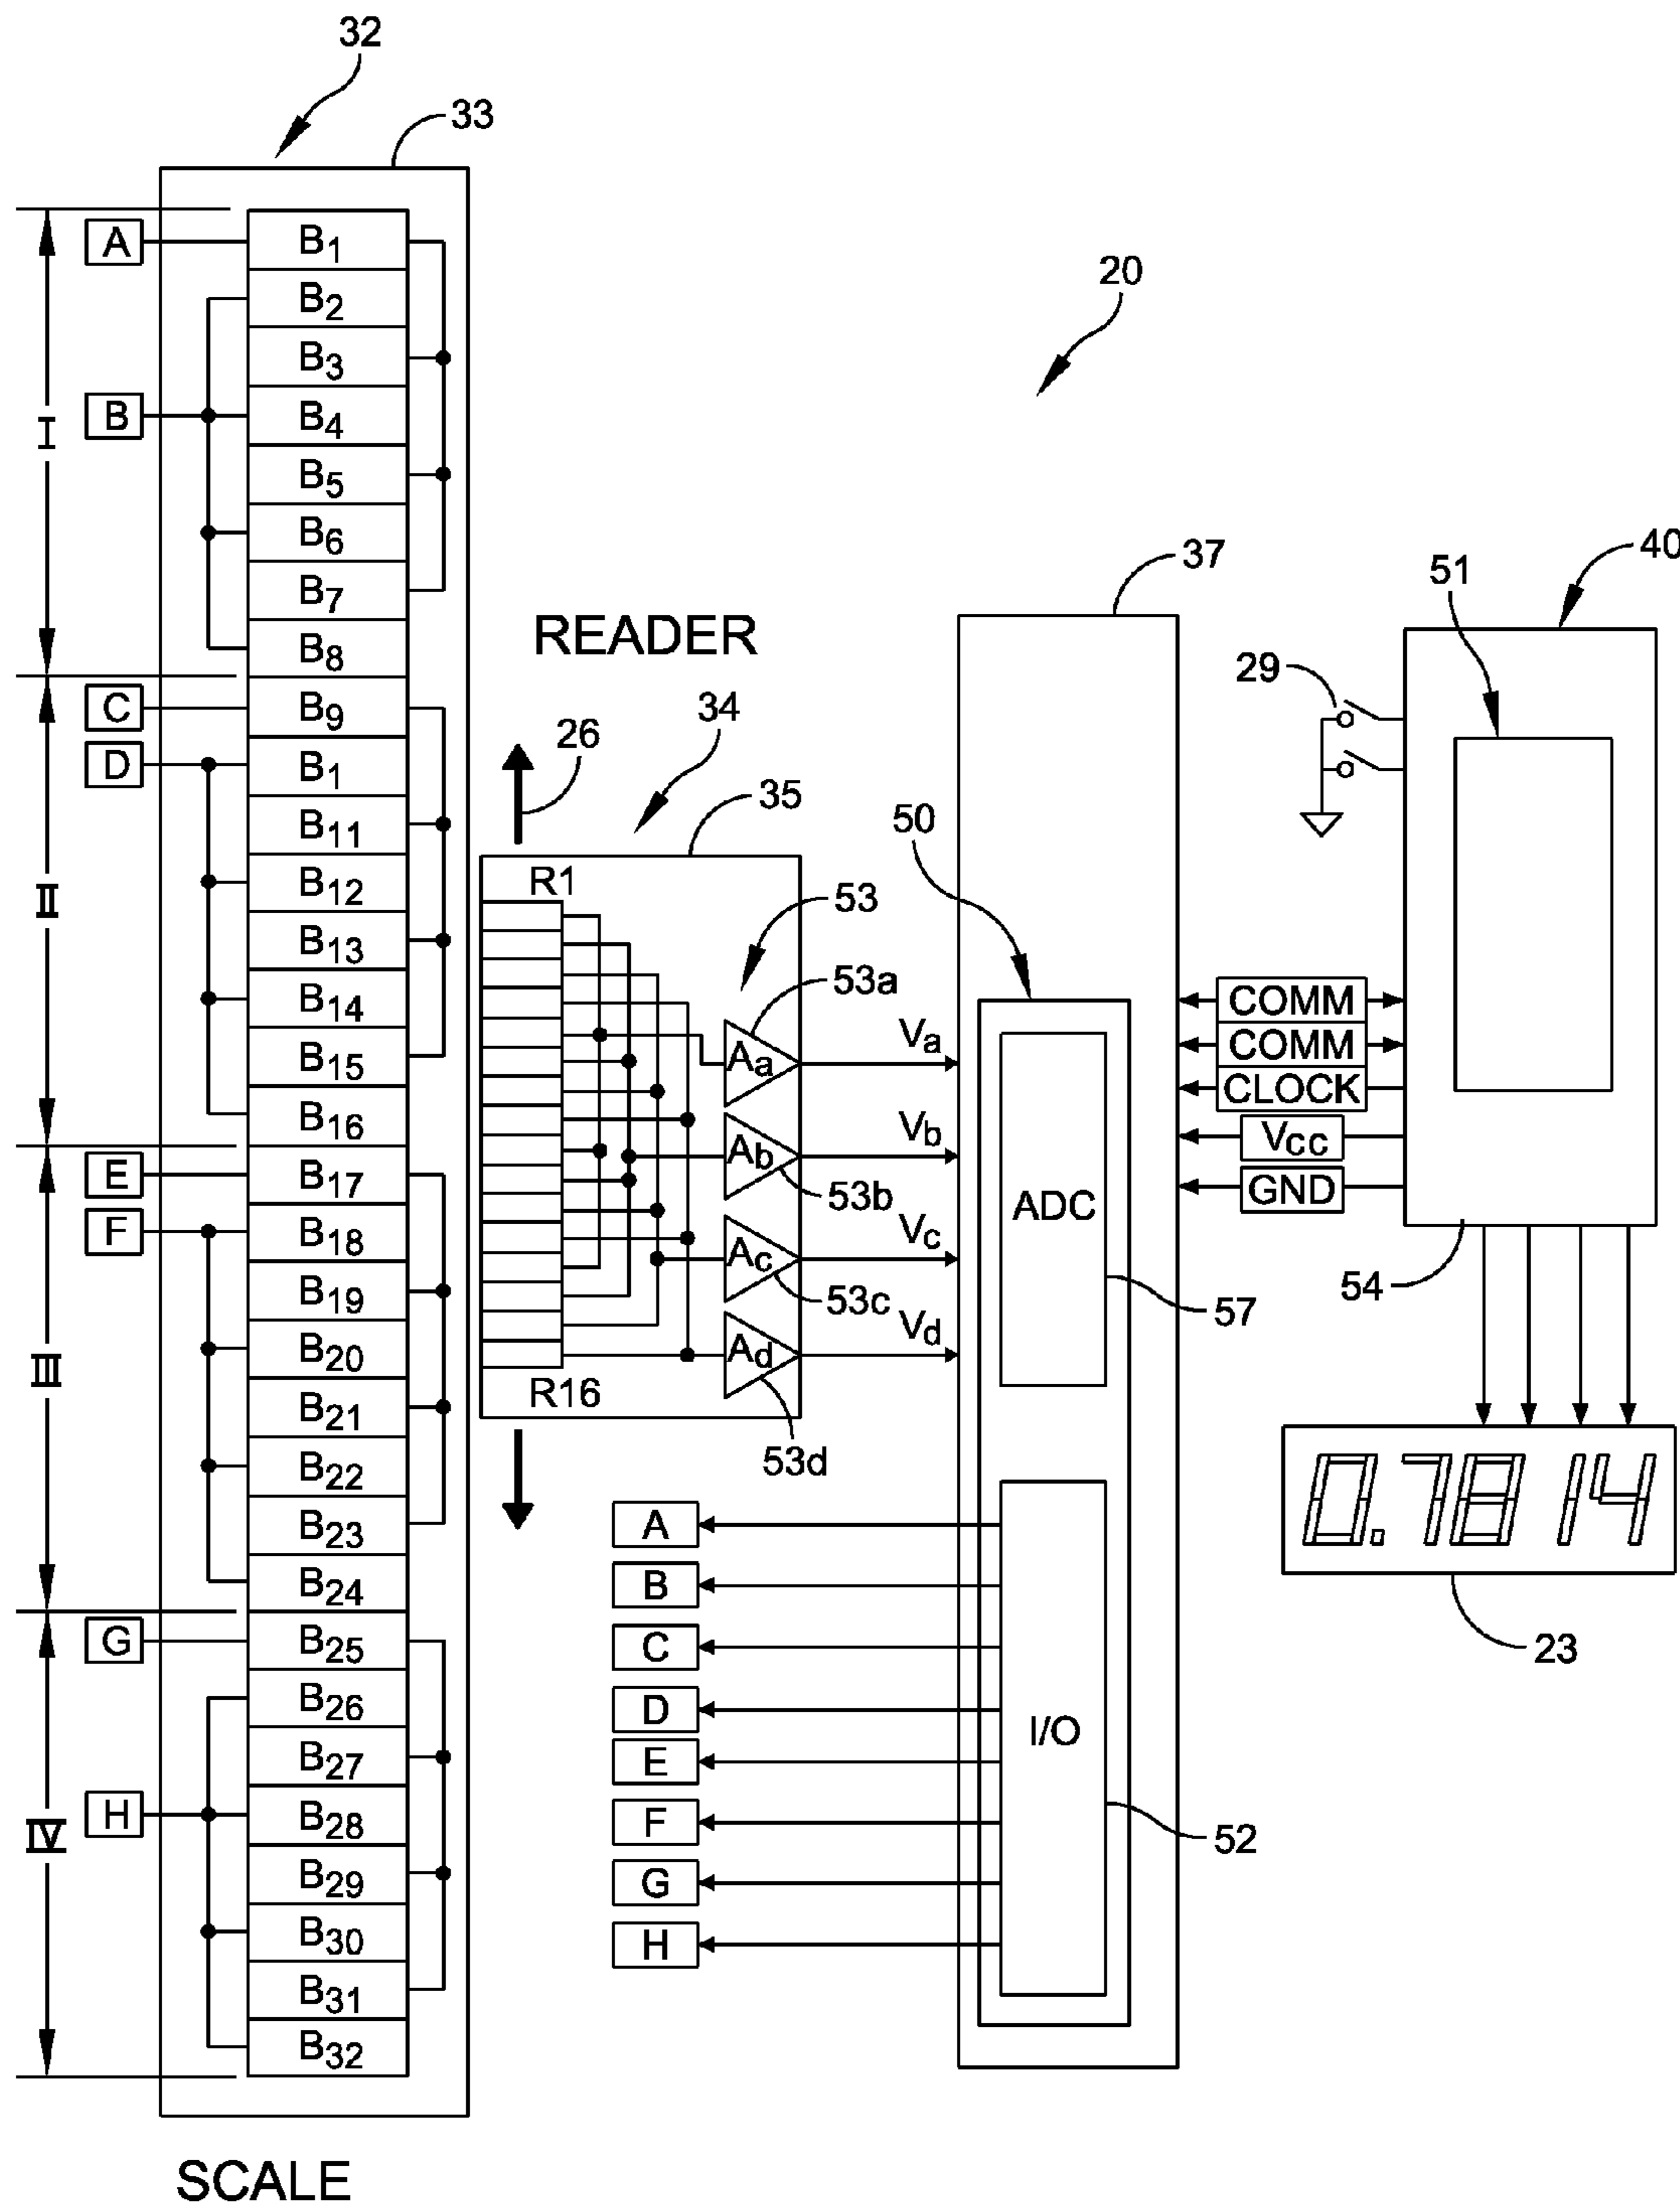 32
33
A
B1
B2
B3
B
B4
I
B5
B6
B7
B8
C
B9
D
B1
B11
B12
II
B13
B14
B15
B16
E
B17
F
B18
B19
B20
III
B21
B22
B23
B24
G
B25
B26
B27
H
B28
IV
B29
B30
B31
B32
SCALE
READER
26
34
35
R1
53
53a
Aa
Va
Ab
Vb
53b
Ac
Vc
53c
Ad
Vd
R16
53d
20
37
50
ADC
57
I/O
52
A
B
C
D
E
F
G
H
40
51
29
COMM
COMM
CLOCK
Vcc
GND
54
0.7814
23